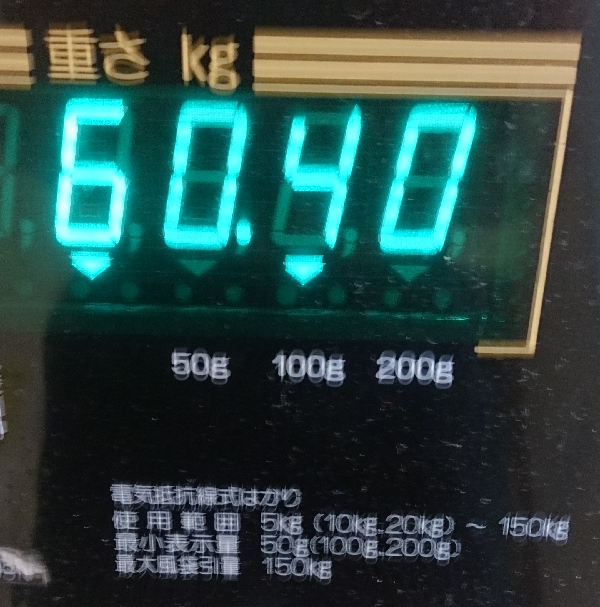 重さ kg
60.40
50g 100g 200g
電気抵抗線式はかり
使用範囲 5kg (10kg.20kg) ~ 150kg
最小表示量 50g(100g.200g)
最大風袋引量 150kg